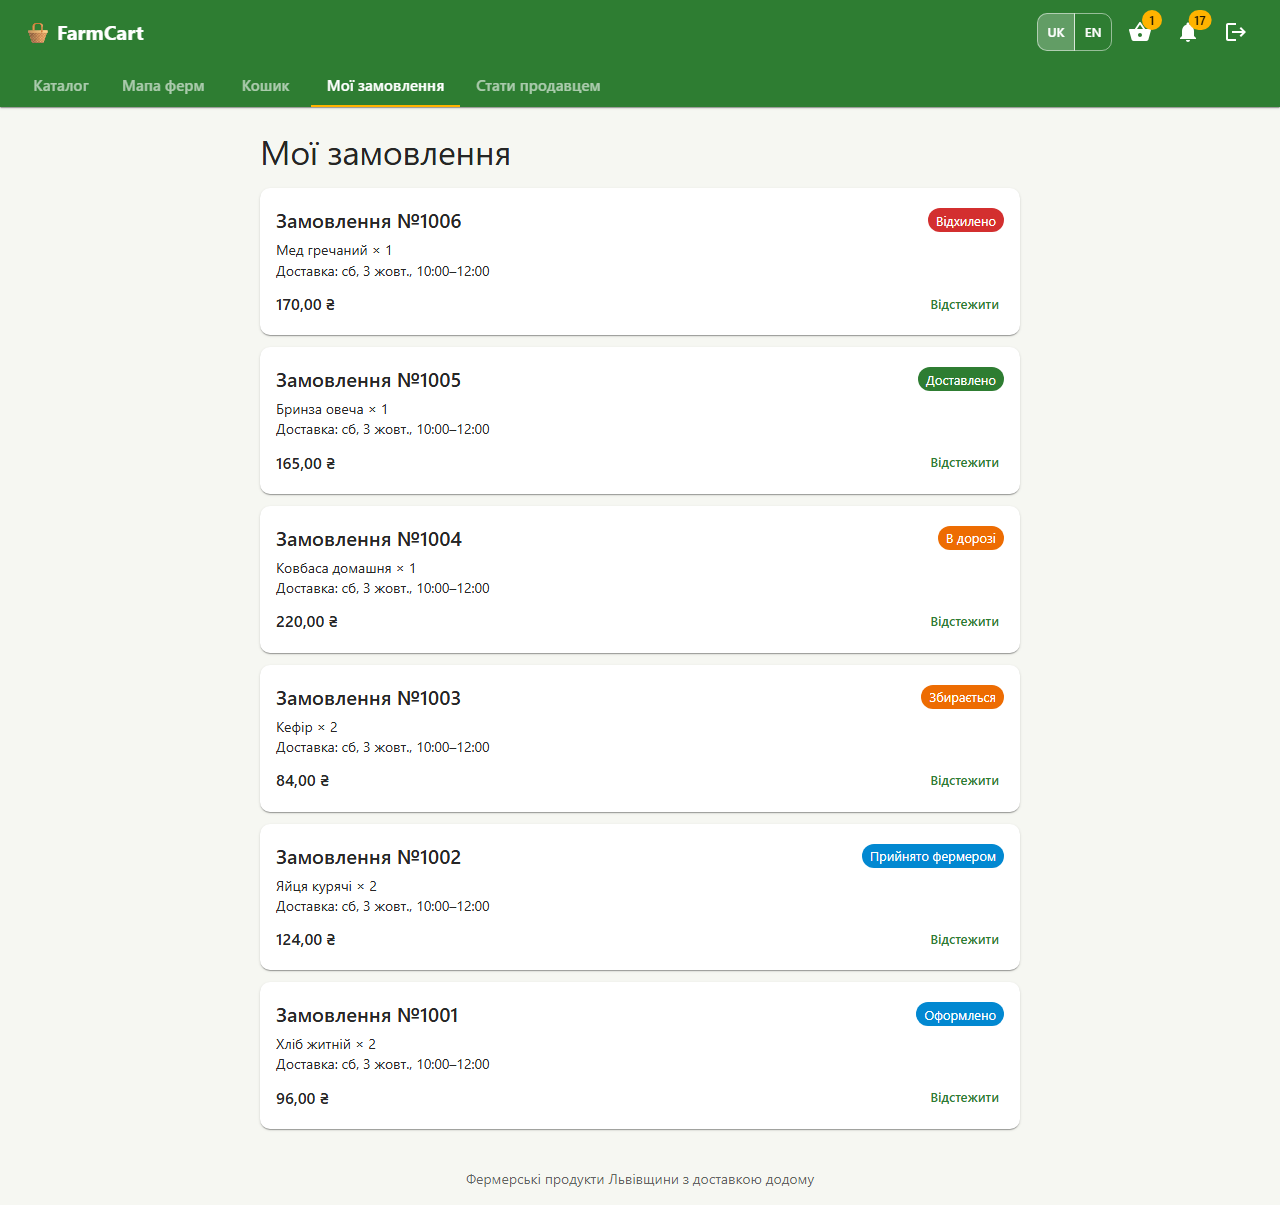 FarmCart
UK EN 1 17
Каталог Мапа ферм Кошик Мої замовлення Стати продавцем
Мої замовлення
Замовлення №1006 Відхилено
Мед гречаний × 1
Доставка: сб, 3 жовт., 10:00–12:00
170,00 ₴ Відстежити
Замовлення №1005 Доставлено
Бринза овеча × 1
Доставка: сб, 3 жовт., 10:00–12:00
165,00 ₴ Відстежити
Замовлення №1004 В дорозі
Ковбаса домашня × 1
Доставка: сб, 3 жовт., 10:00–12:00
220,00 ₴ Відстежити
Замовлення №1003 Збирається
Кефір × 2
Доставка: сб, 3 жовт., 10:00–12:00
84,00 ₴ Відстежити
Замовлення №1002 Прийнято фермером
Яйця курячі × 2
Доставка: сб, 3 жовт., 10:00–12:00
124,00 ₴ Відстежити
Замовлення №1001 Оформлено
Хліб житній × 2
Доставка: сб, 3 жовт., 10:00–12:00
96,00 ₴ Відстежити
Фермерські продукти Львівщини з доставкою додому